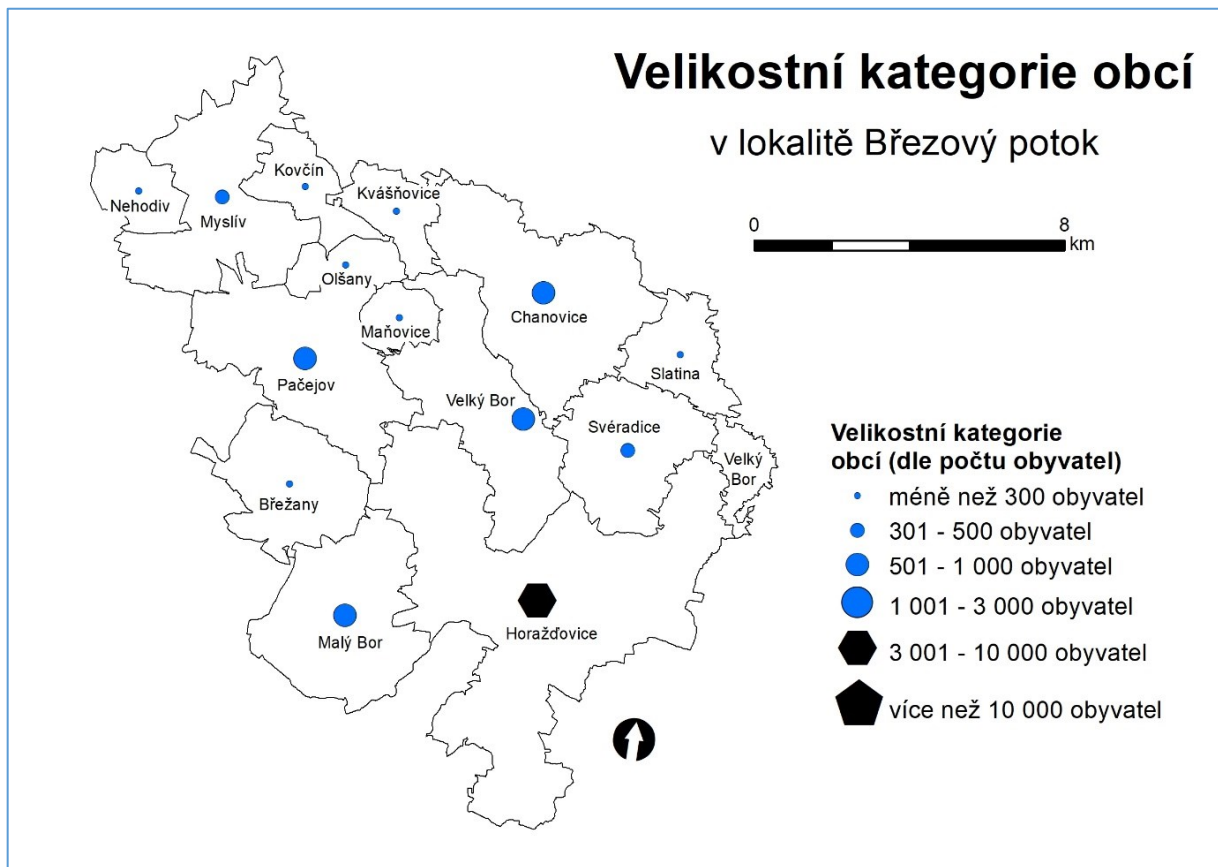 Velikostní kategorie obcí
v lokalitě Březový potok
0
8
km
Kovčín
Nehodiv
Myslív
Kvášňovice
Olšany
Maňovice
Chanovice
Pačejov
Slatina
Velký Bor
Svéradice
Velký
Bor
Břežany
Malý Bor
Horažďovice
Velikostní kategorie
obcí (dle počtu obyvatel)
méně než 300 obyvatel
301 - 500 obyvatel
501 - 1 000 obyvatel
1 001 - 3 000 obyvatel
3 001 - 10 000 obyvatel
více než 10 000 obyvatel